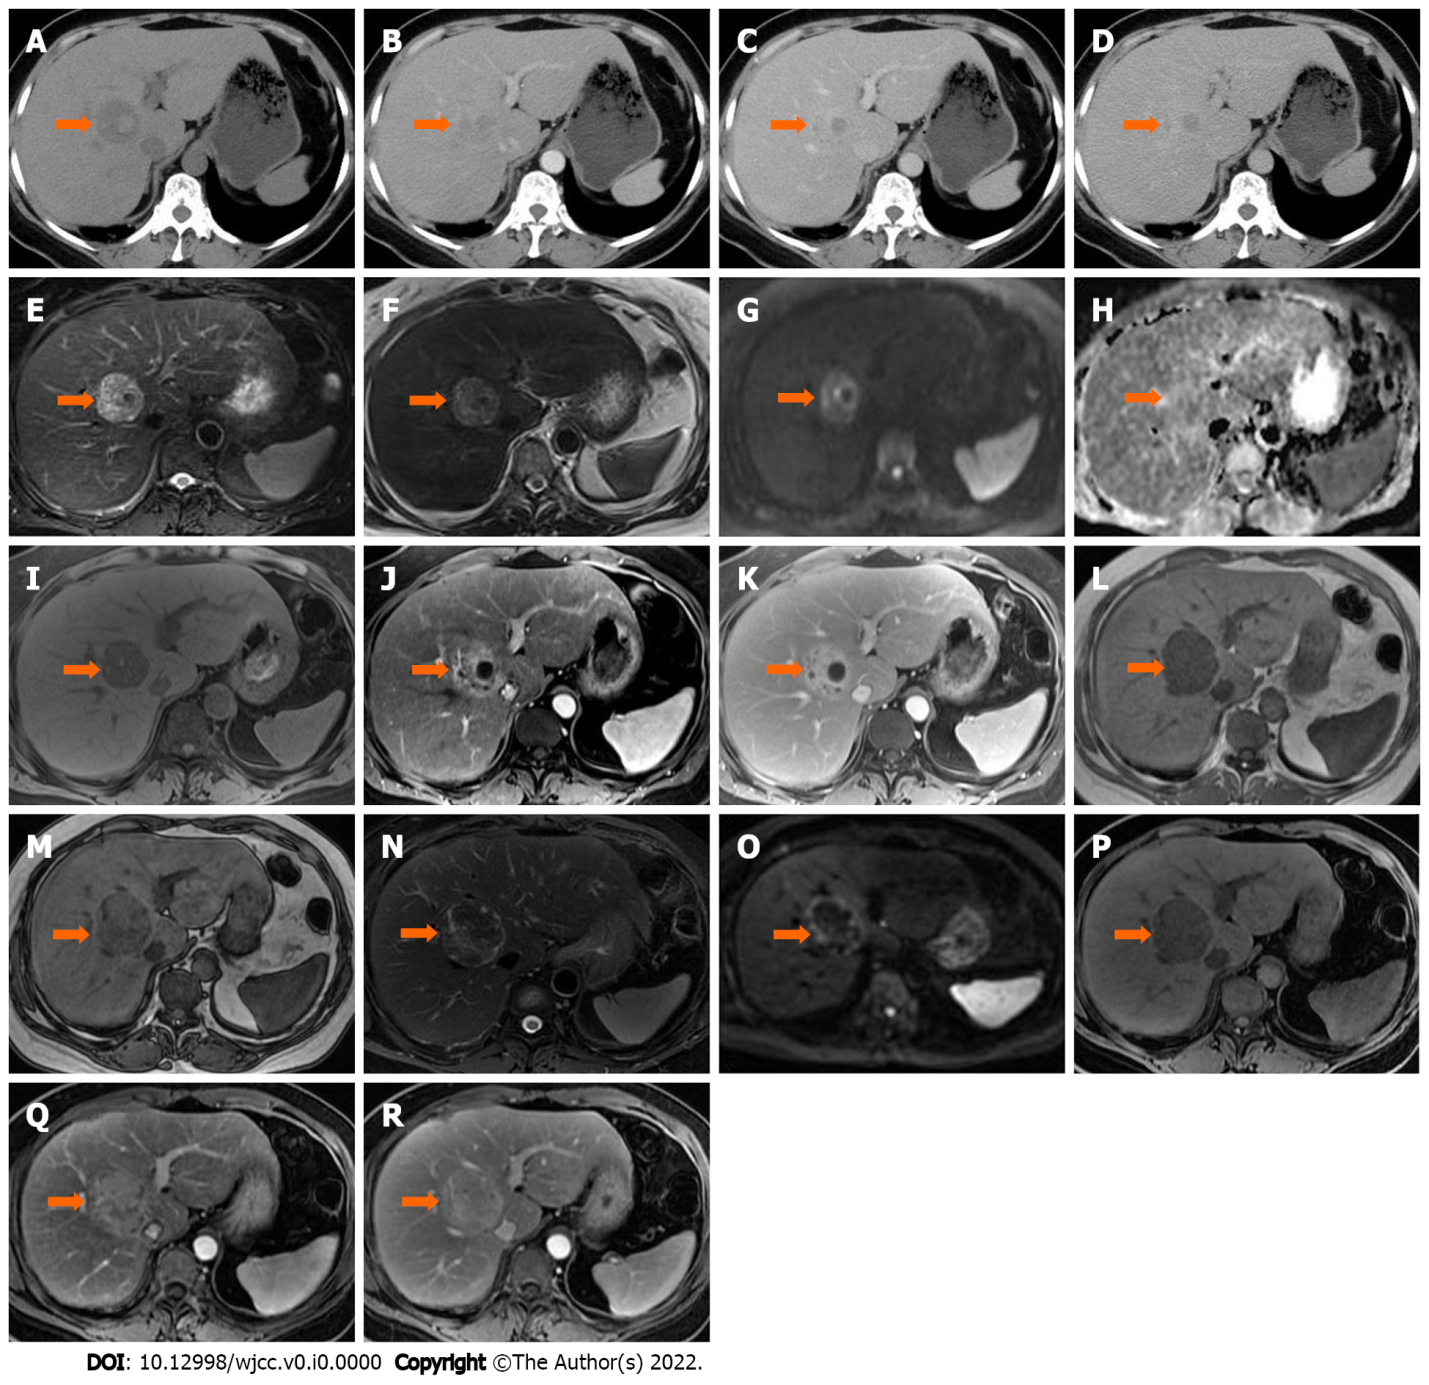 A B C D
E F G H
I J K L
M N O P
Q R
DOI: 10.12998/wjcc.v0.i0.0000 Copyright ©The Author(s) 2022.